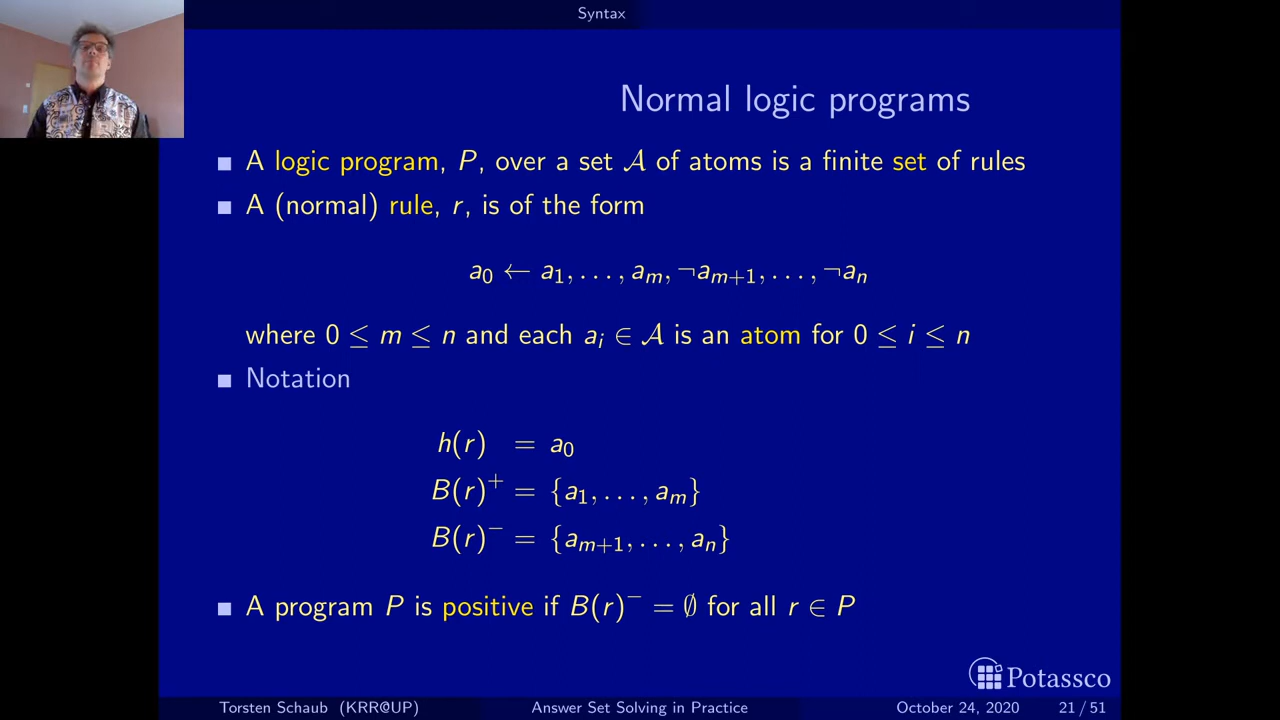 Syntax
Normal logic programs
■ A logic program, P, over a set 𝒜 of atoms is a finite set of rules
■ A (normal) rule, r, is of the form
a₀ ← a₁, . . . , aₘ, ¬aₘ₊₁, . . . , ¬aₙ
where 0 ≤ m ≤ n and each aᵢ ∈ 𝒜 is an atom for 0 ≤ i ≤ n
■ Notation
h(r) = a₀
B(r)⁺ = {a₁, . . . , aₘ}
B(r)⁻ = {aₘ₊₁, . . . , aₙ}
■ A program P is positive if B(r)⁻ = ∅ for all r ∈ P
Potassco
Torsten Schaub (KRR@UP) Answer Set Solving in Practice October 24, 2020 21 / 51